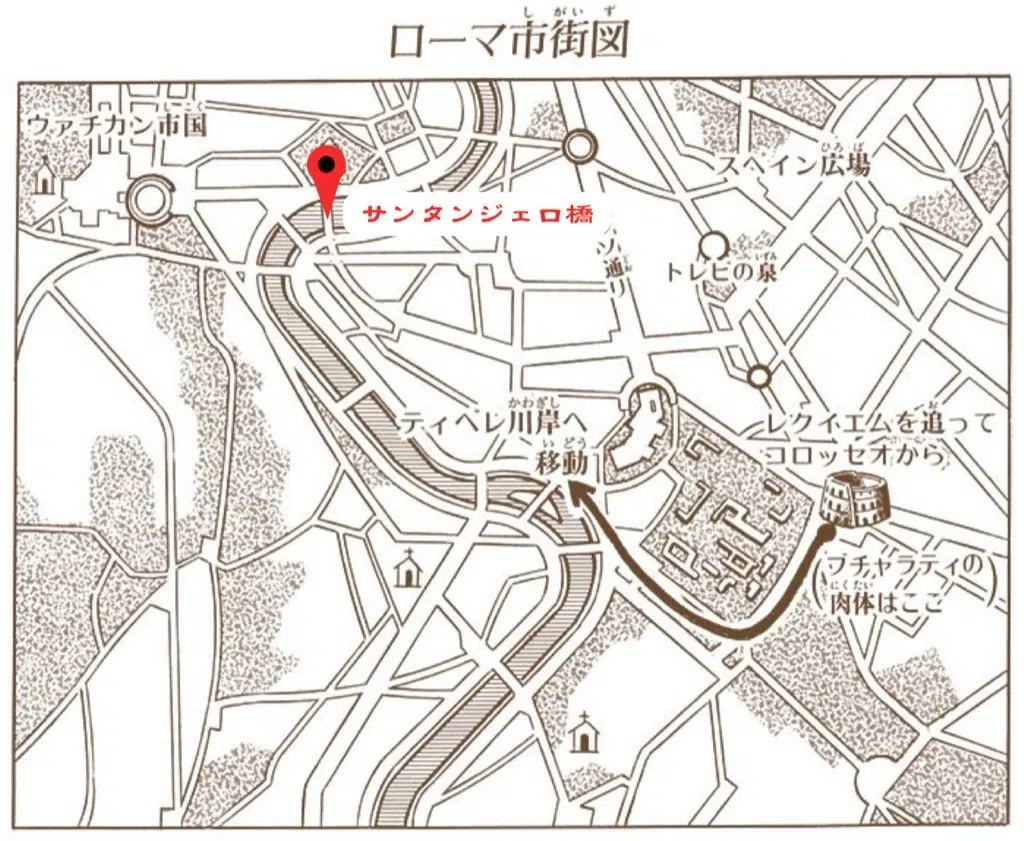 ローマ市街図
ヴァチカン市国
スペイン広場
サンタンジェロ橋
通り
トレビの泉
ティベレ川岸へ
移動
レクイエムを追って
コロッセオから
(ブチャラティの
肉体はここ)